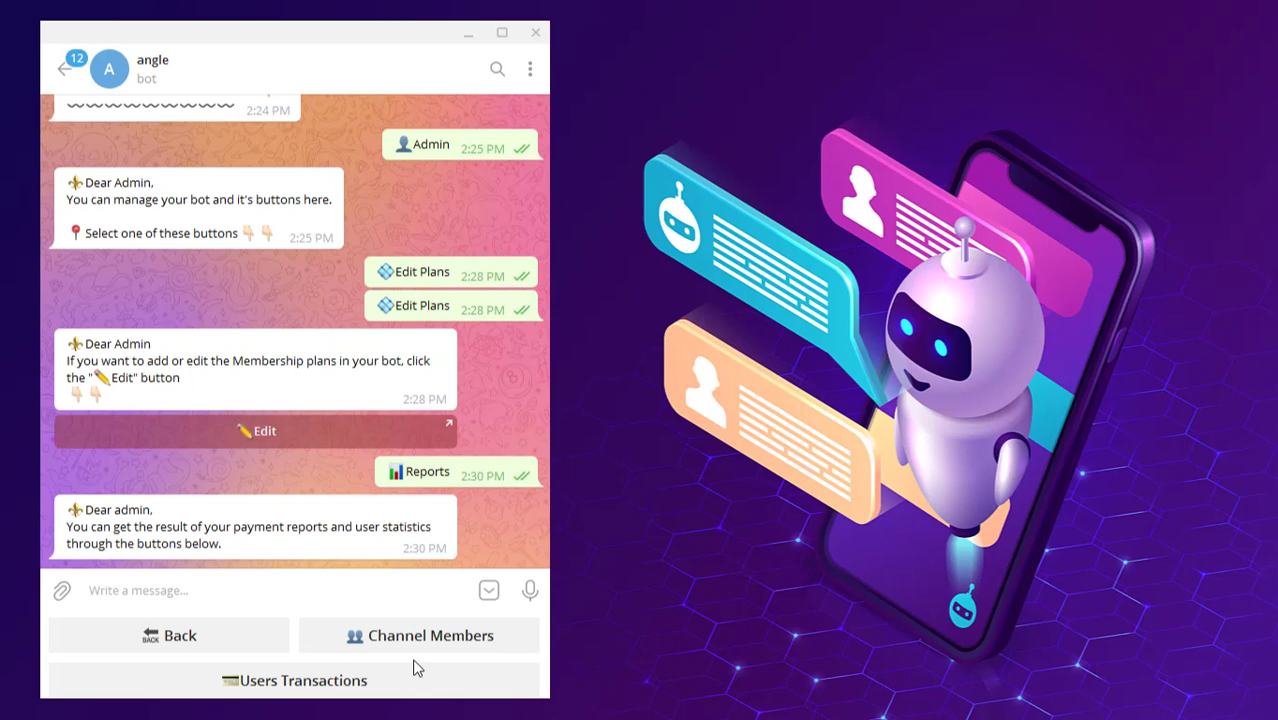 12
A
angle
bot
2:24 PM
👤Admin 2:25 PM
⚜️Dear Admin,
You can manage your bot and it's buttons here.
📍 Select one of these buttons 👇🏻 👇🏻 2:25 PM
💠Edit Plans 2:28 PM
💠Edit Plans 2:28 PM
⚜️Dear Admin
If you want to add or edit the Membership plans in your bot, click
the "✏️Edit" button
👇🏻 👇🏻 2:28 PM
✏️Edit
📊Reports 2:30 PM
⚜️Dear admin,
You can get the result of your payment reports and user statistics
through the buttons below. 2:30 PM
Write a message...
🔙 Back
👥 Channel Members
💳Users Transactions